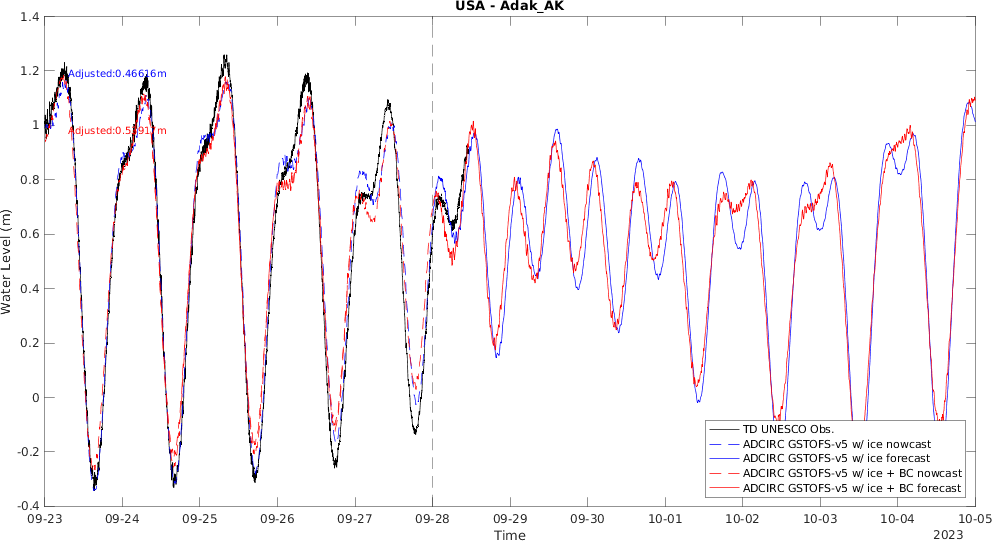 USA - Adak_AK
Water Level (m)
1.4
1.2
1
0.8
0.6
0.4
0.2
0
-0.2
-0.4
Adjusted:0.46616m
TD UNESCO Obs.
ADCIRC GSTOFS-v5 w/ ice nowcast
ADCIRC GSTOFS-v5 w/ ice forecast
ADCIRC GSTOFS-v5 w/ ice + BC nowcast
ADCIRC GSTOFS-v5 w/ ice + BC forecast
09-23 09-24 09-25 09-26 09-27 09-28 09-29 09-30 10-01 10-02 10-03 10-04 10-05
Time
2023